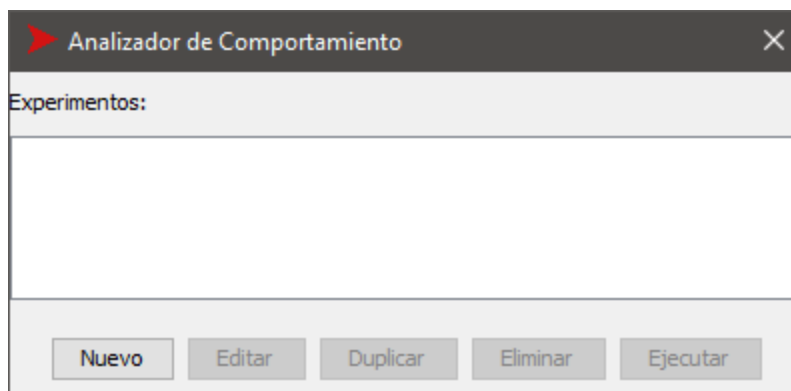 Analizador de Comportamiento
Experimentos:
Nuevo Editar Duplicar Eliminar Ejecutar